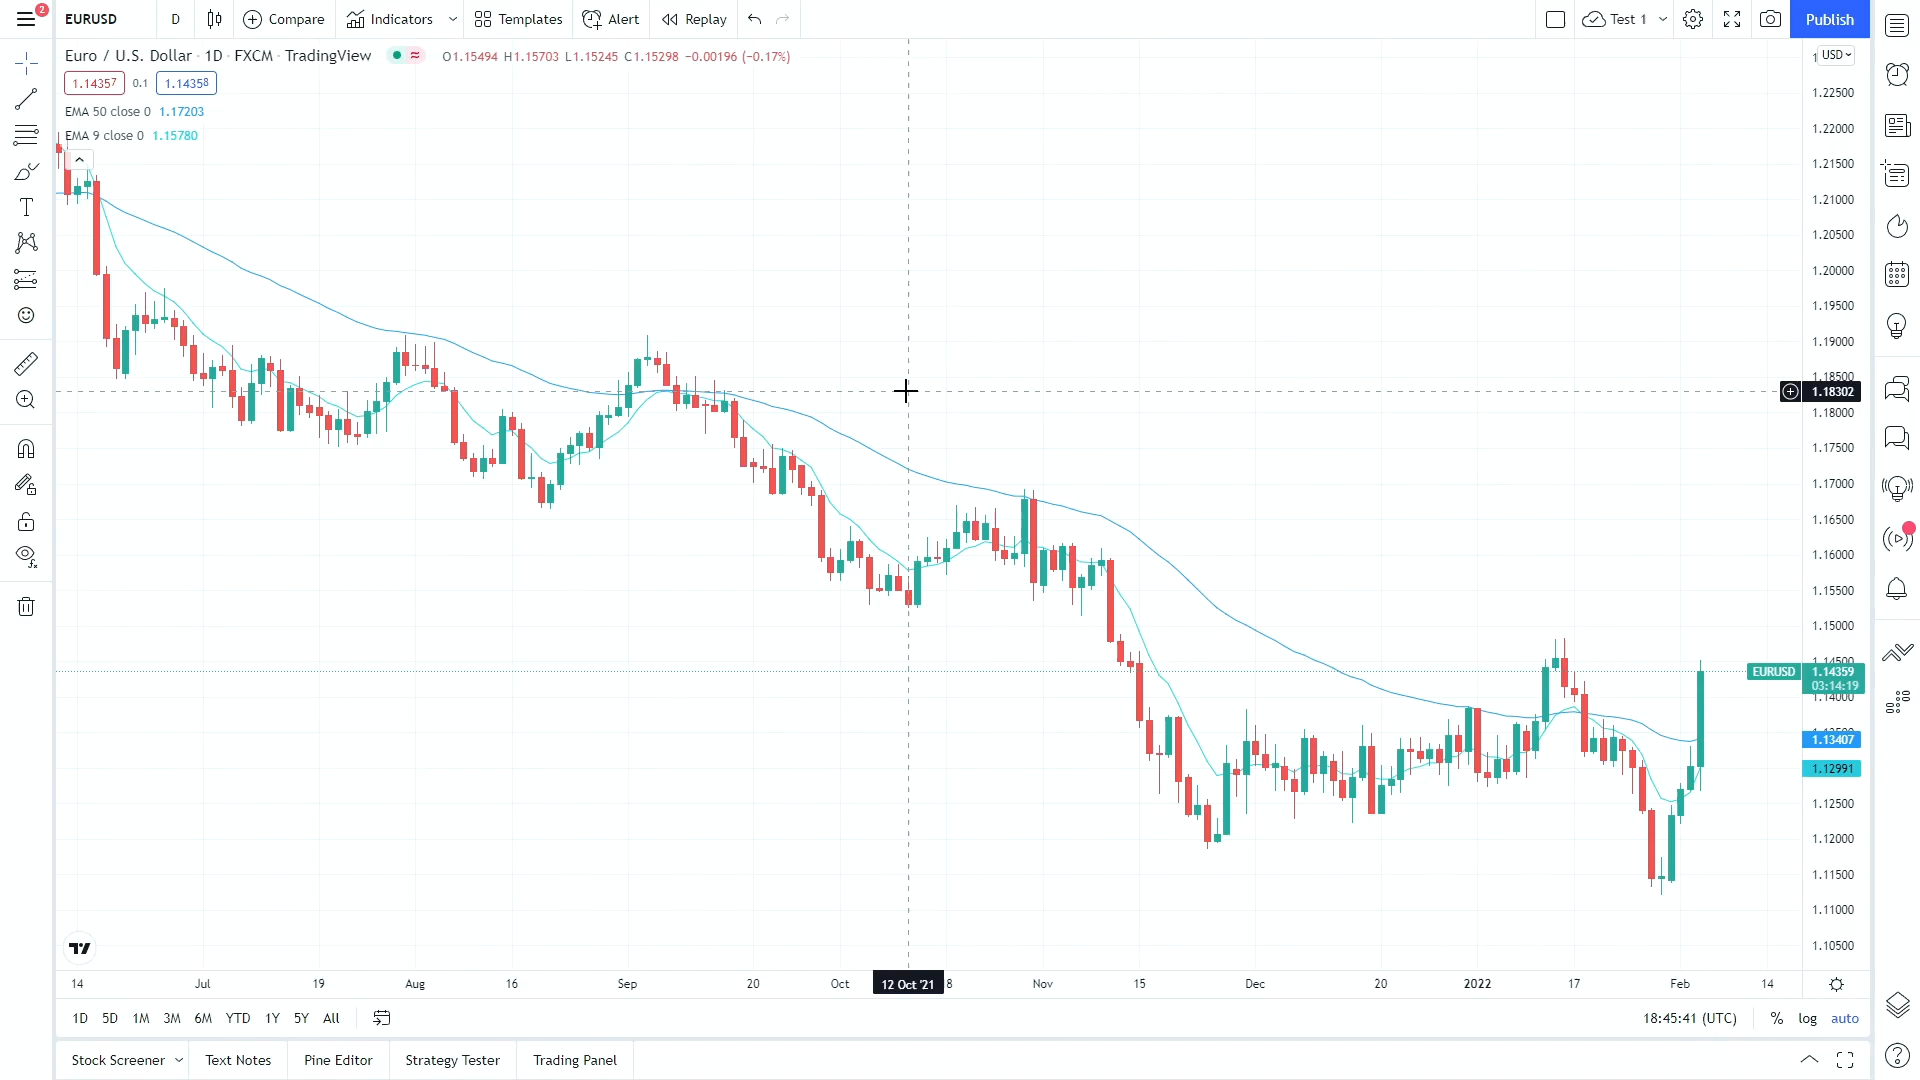 2
EURUSD D Compare Indicators Templates Alert Replay Test 1 Publish
Euro / U.S. Dollar · 1D · FXCM · TradingView O1.15494 H1.15703 L1.15245 C1.15298 −0.00196 (−0.17%)
USD
1.14357 0.1 1.14358
EMA 50 close 0 1.17203
EMA 9 close 0 1.15780
1.22500
1.22000
1.21500
1.21000
1.20500
1.20000
1.19500
1.19000
1.18500
1.18302
1.18000
1.17500
1.17000
1.16500
1.16000
1.15500
1.15000
1.14500
EURUSD 1.14359
03:14:19
1.14000
1.13407
1.12991
1.12500
1.12000
1.11500
1.11000
1.10500
14 Jul 19 Aug 16 Sep 20 Oct 12 Oct '21 8 Nov 15 Dec 20 2022 17 Feb 14
1D 5D 1M 3M 6M YTD 1Y 5Y All 18:45:41 (UTC) % log auto
Stock Screener Text Notes Pine Editor Strategy Tester Trading Panel